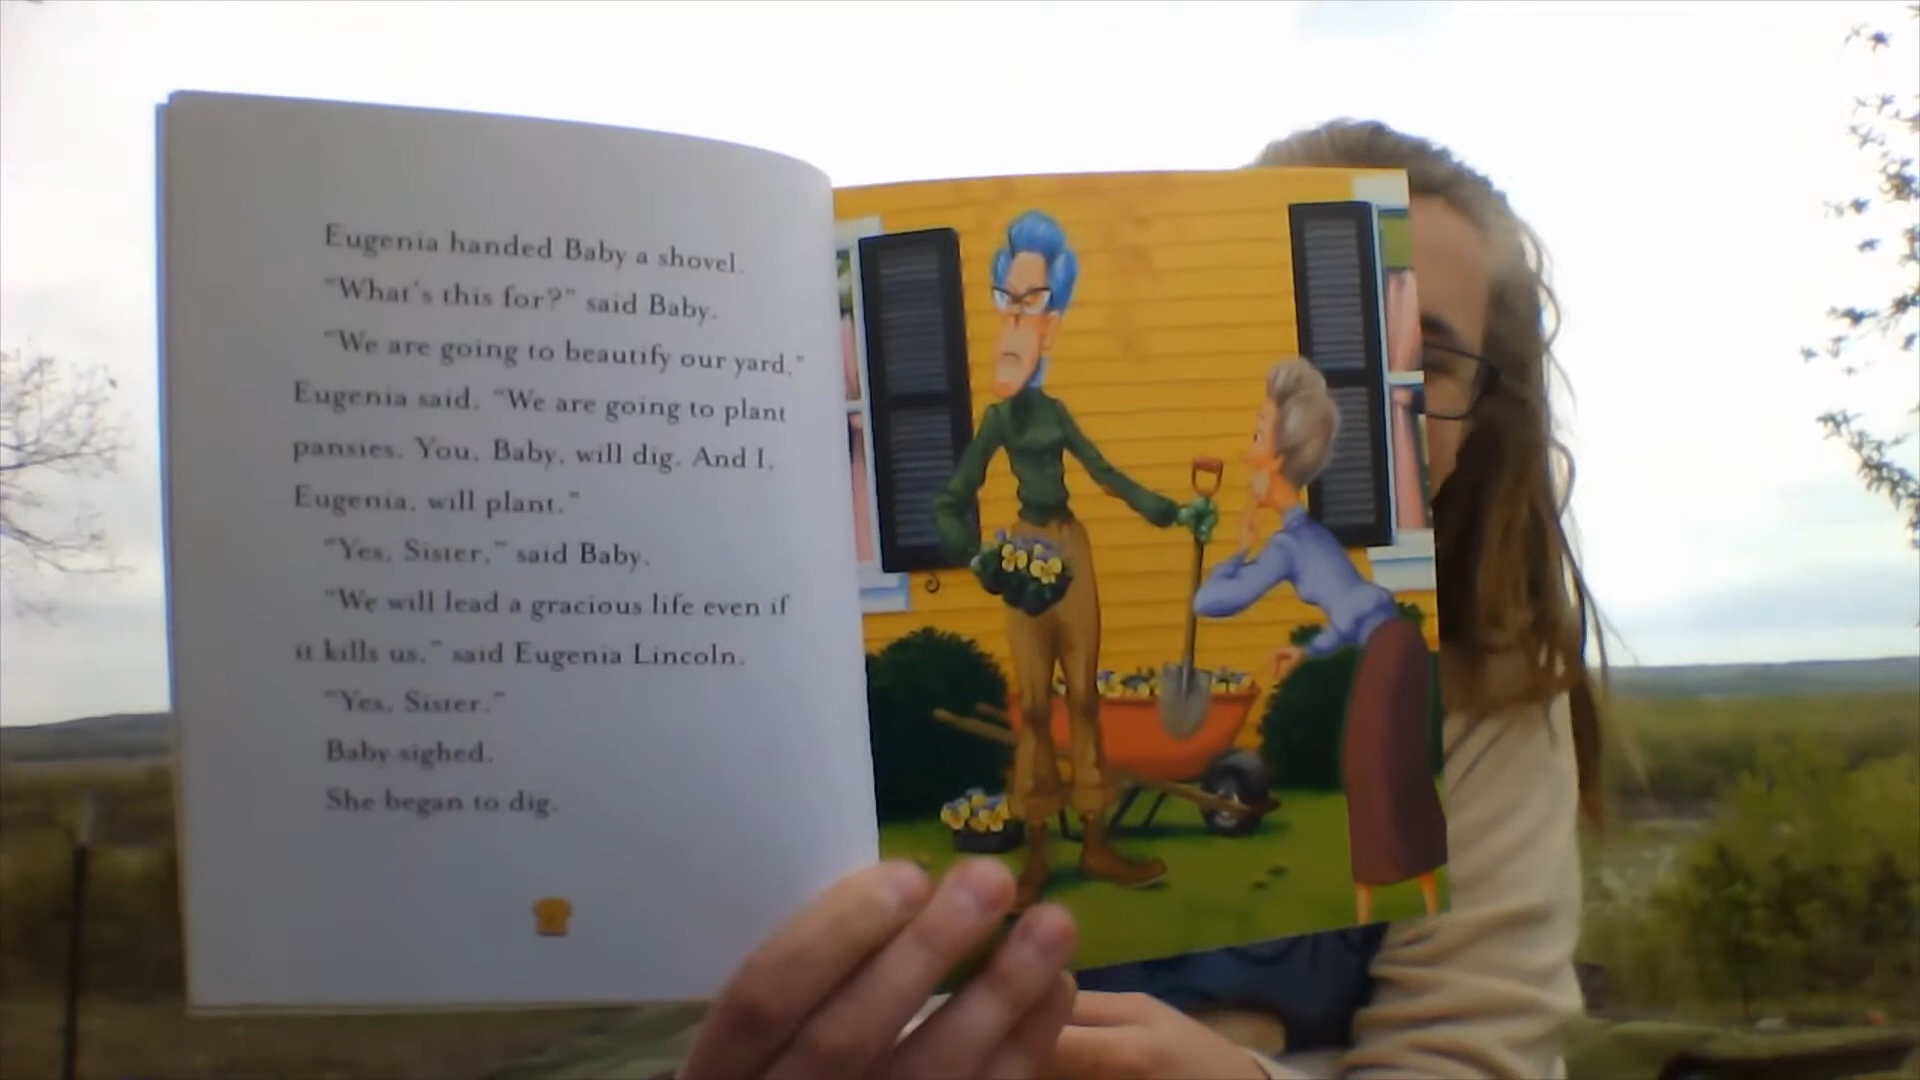 Eugenia handed Baby a shovel.
"What's this for?" said Baby.
"We are going to beautify our yard,"
Eugenia said. "We are going to plant
pansies. You, Baby, will dig. And I,
Eugenia, will plant."
"Yes, Sister," said Baby.
"We will lead a gracious life even if
it kills us," said Eugenia Lincoln.
"Yes, Sister."
Baby sighed.
She began to dig.